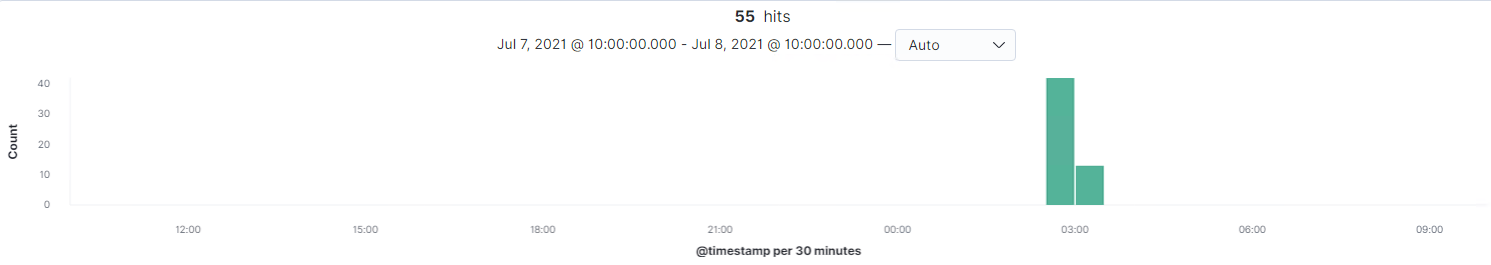 55 hits
Jul 7, 2021 @ 10:00:00.000 - Jul 8, 2021 @ 10:00:00.000 — Auto
40
30
20
10
0
Count
12:00 15:00 18:00 21:00 00:00 03:00 06:00 09:00
@timestamp per 30 minutes